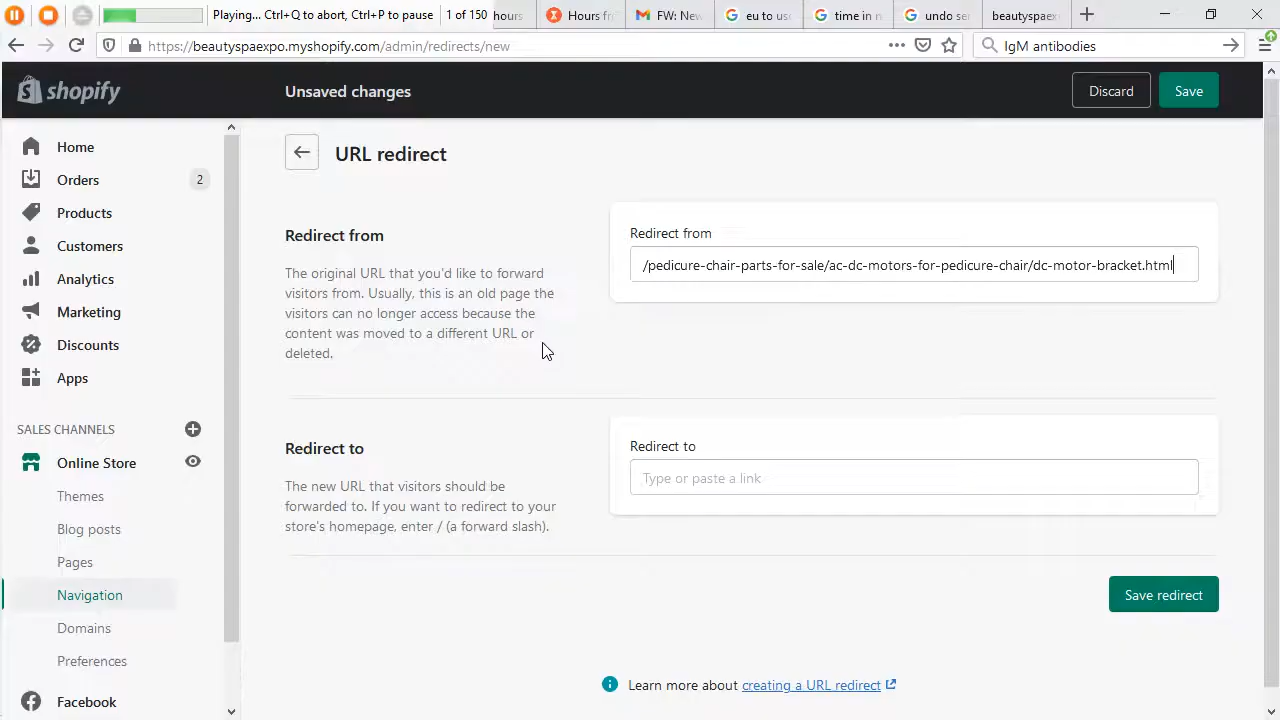 Playing... Ctrl+Q to abort, Ctrl+P to pause
1 of 150
hours
Hours fr
FW: New
eu to us
time in n
undo se
beautyspaexp
https://beautyspaexpo.myshopify.com/admin/redirects/new
IgM antibodies
shopify
Unsaved changes
Discard
Save
Home
Orders
2
Products
Customers
Analytics
Marketing
Discounts
Apps
SALES CHANNELS
Online Store
Themes
Blog posts
Pages
Navigation
Domains
Preferences
Facebook
URL redirect
Redirect from
The original URL that you'd like to forward
visitors from. Usually, this is an old page the
visitors can no longer access because the
content was moved to a different URL or
deleted.
Redirect from
/pedicure-chair-parts-for-sale/ac-dc-motors-for-pedicure-chair/dc-motor-bracket.html
Redirect to
The new URL that visitors should be
forwarded to. If you want to redirect to your
store's homepage, enter / (a forward slash).
Redirect to
Type or paste a link
Save redirect
Learn more about creating a URL redirect